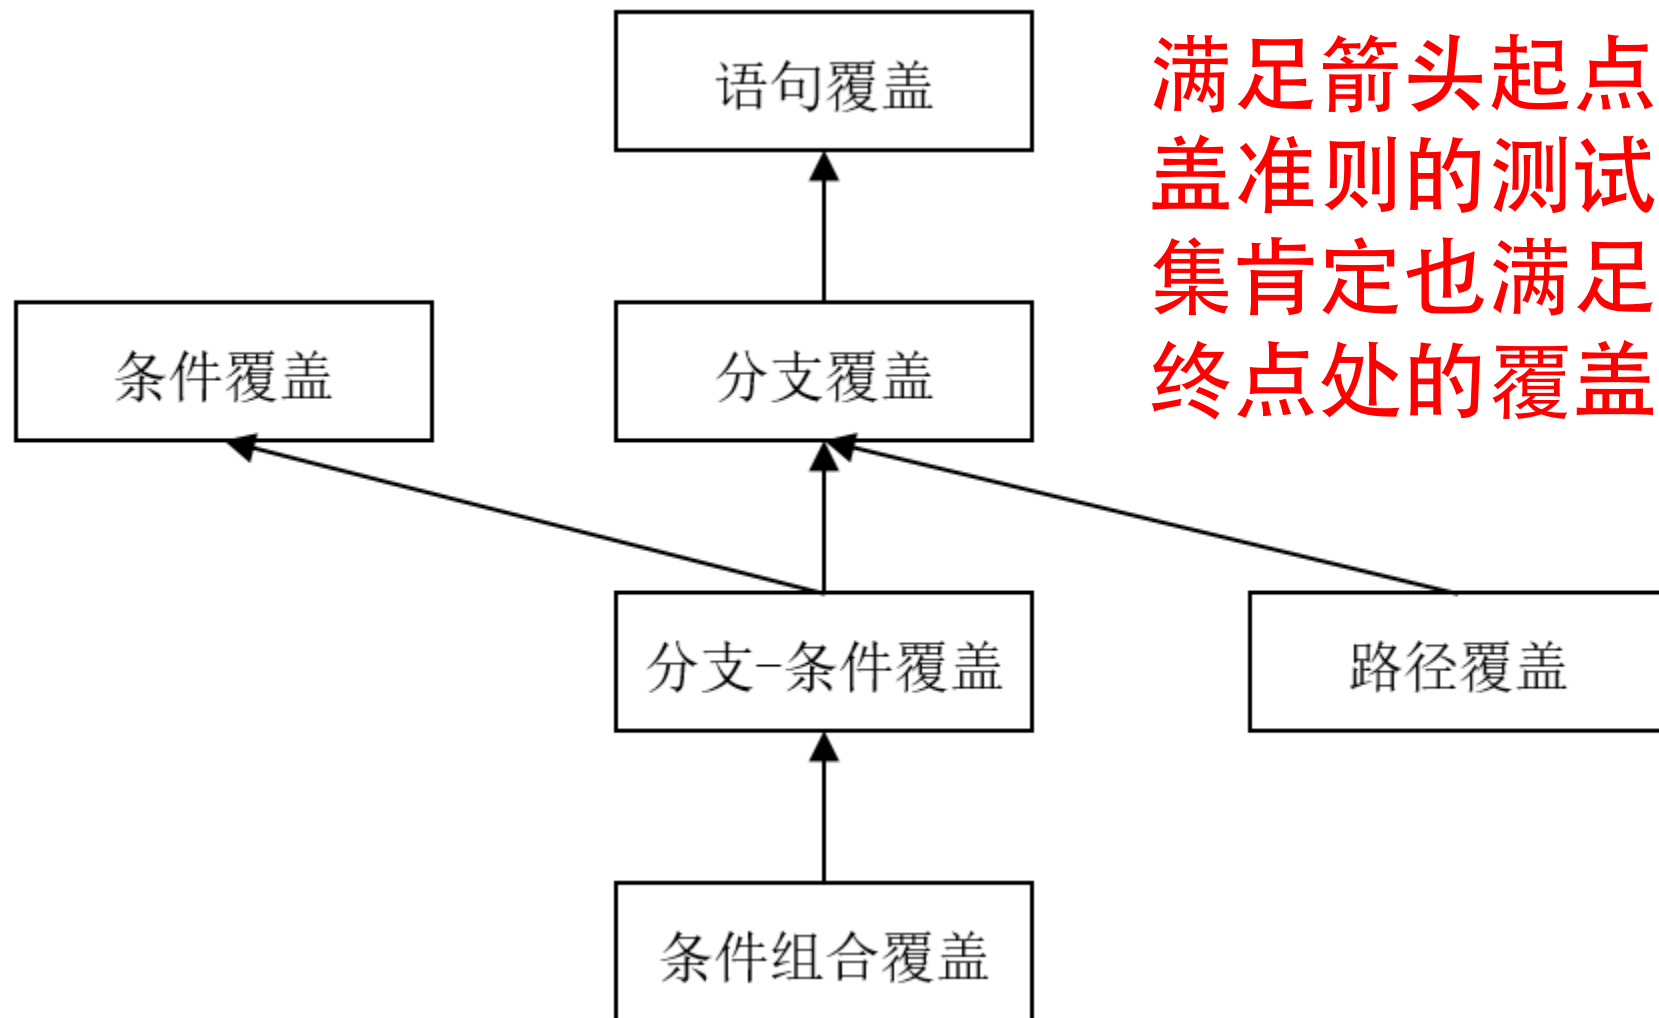 语句覆盖
满足箭头起点
盖准则的测试
集肯定也满足
终点处的覆盖
条件覆盖
分支覆盖
分支-条件覆盖
路径覆盖
条件组合覆盖